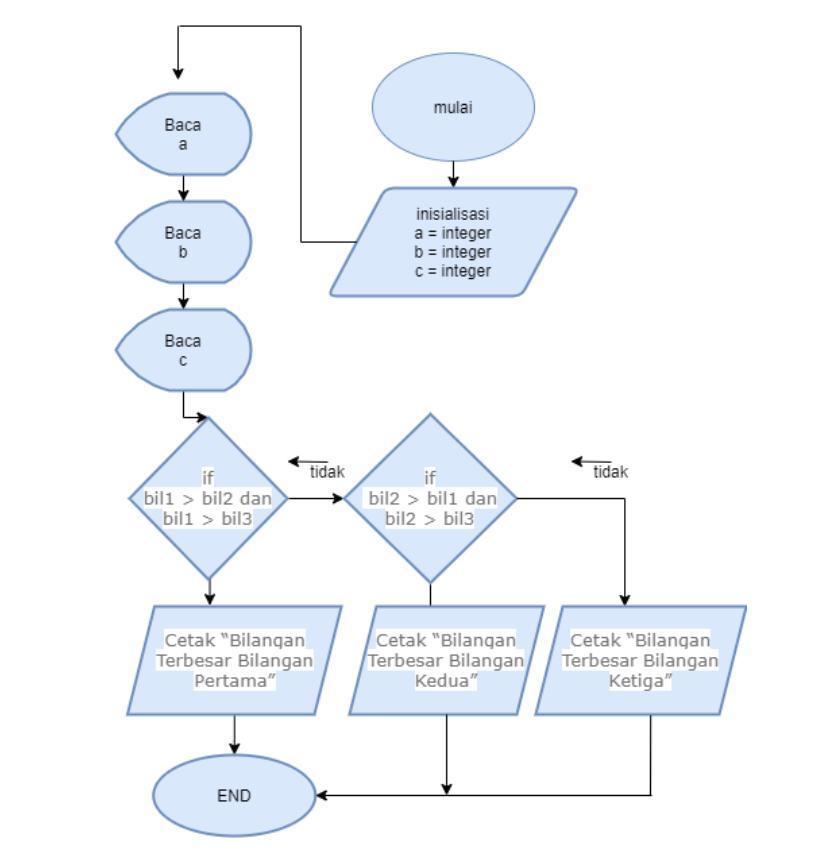 mulai
inisialisasi
a = integer
b = integer
c = integer
Baca
a
Baca
b
Baca
c
if
bil1 > bil2 dan
bil1 > bil3
tidak
if
bil2 > bil1 dan
bil2 > bil3
tidak
Cetak “Bilangan
Terbesar Bilangan
Pertama”
Cetak “Bilangan
Terbesar Bilangan
Kedua”
Cetak “Bilangan
Terbesar Bilangan
Ketiga”
END